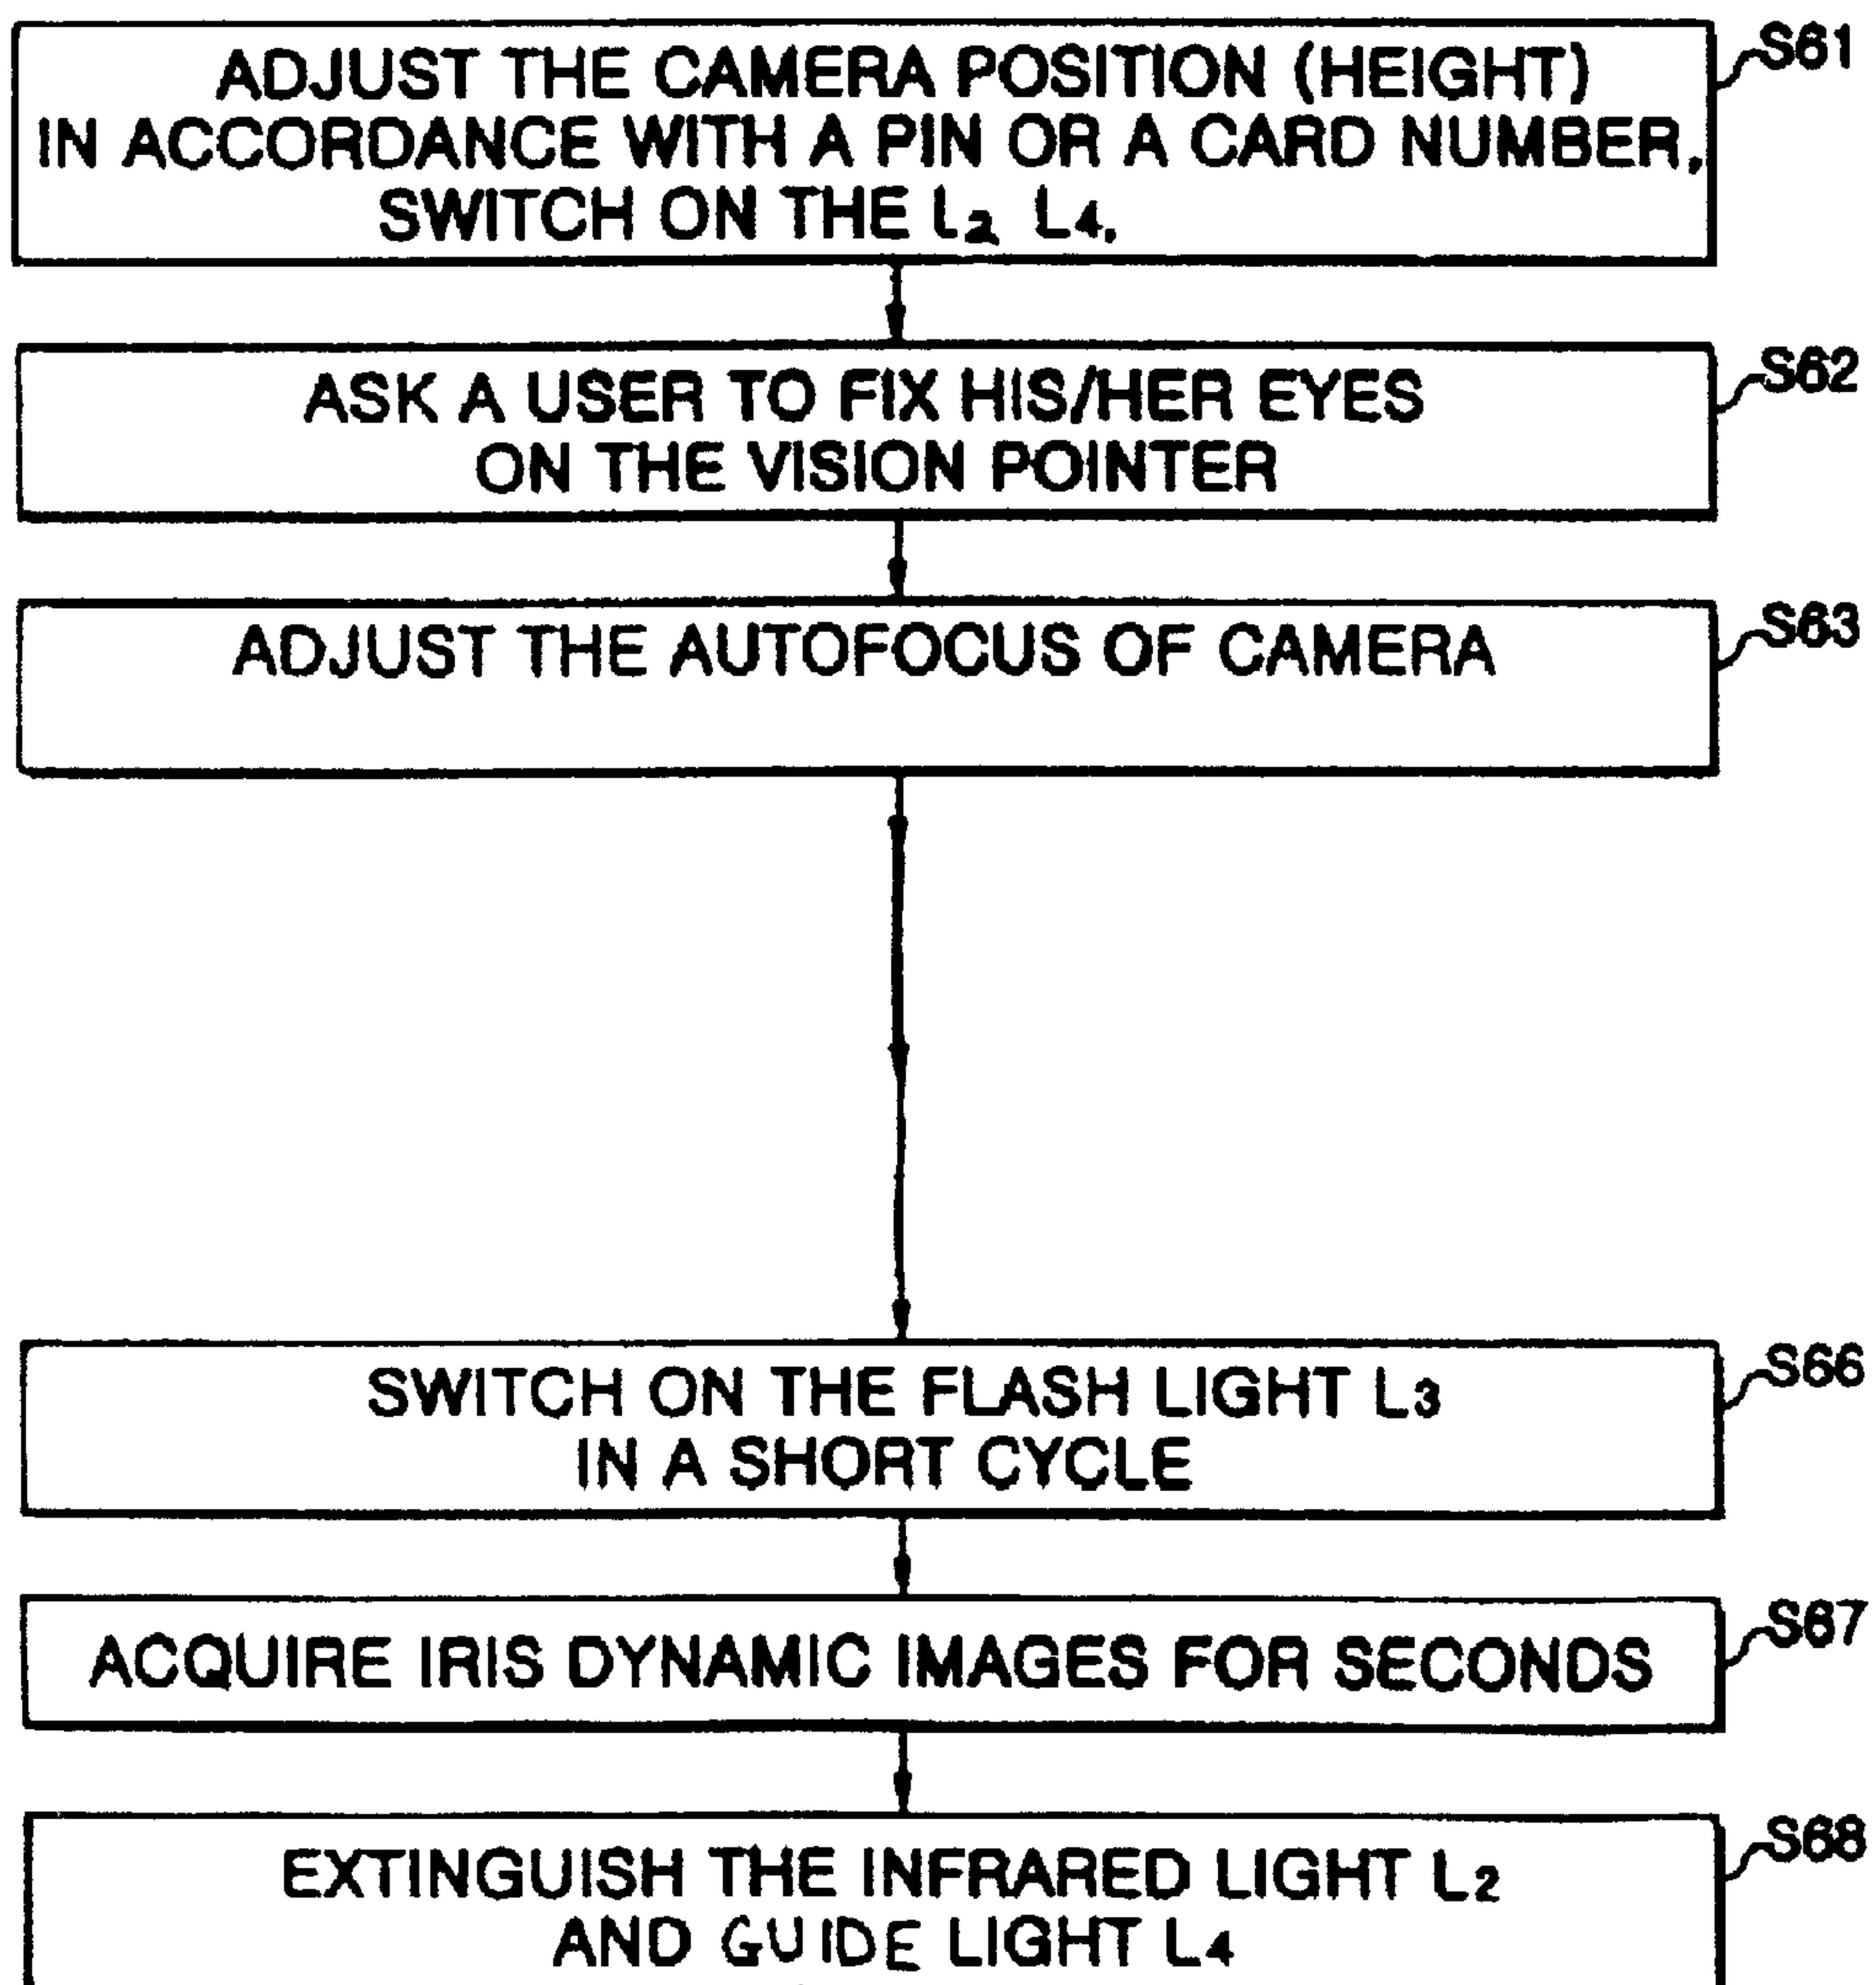 ADJUST THE CAMERA POSITION (HEIGHT)
IN ACCORDANCE WITH A PIN OR A CARD NUMBER,
SWITCH ON THE L2 L4.
S61
ASK A USER TO FIX HIS/HER EYES
ON THE VISION POINTER
S62
ADJUST THE AUTOFOCUS OF CAMERA
S63
SWITCH ON THE FLASH LIGHT L3
IN A SHORT CYCLE
S66
ACQUIRE IRIS DYNAMIC IMAGES FOR SECONDS
S67
EXTINGUISH THE INFRARED LIGHT L2
AND GUIDE LIGHT L4
S68